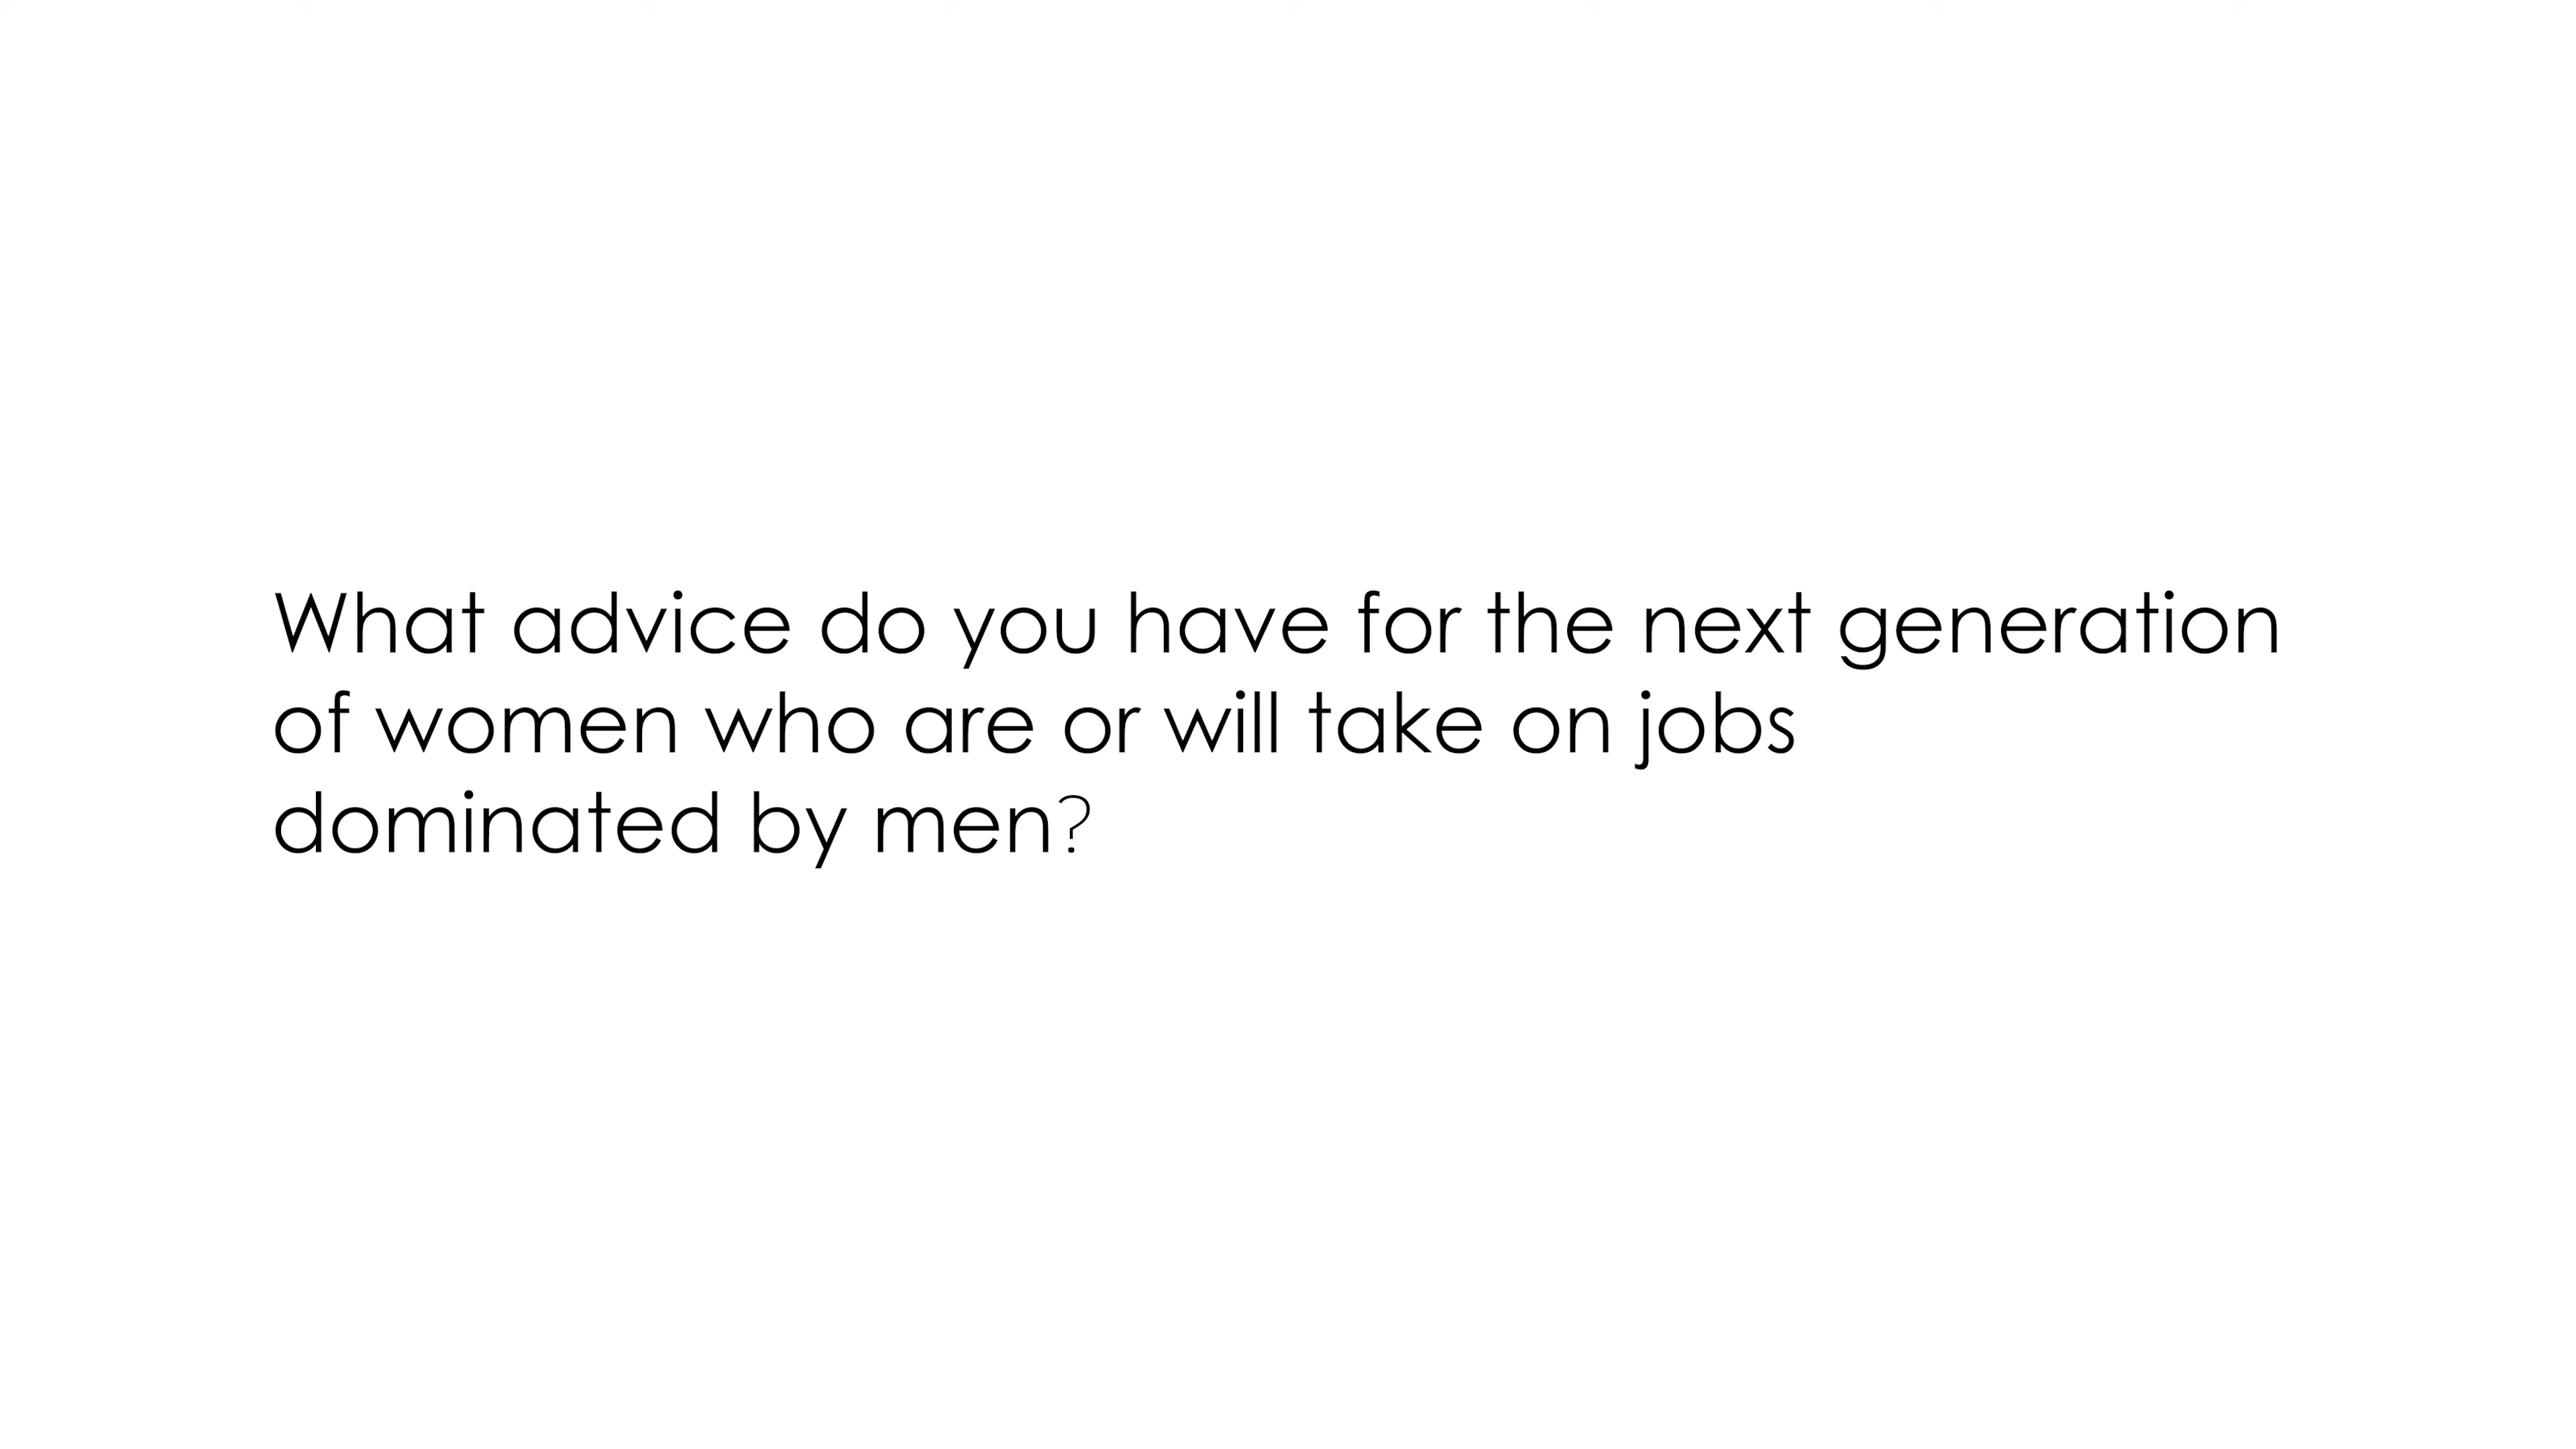 What advice do you have for the next generation
of women who are or will take on jobs
dominated by men?